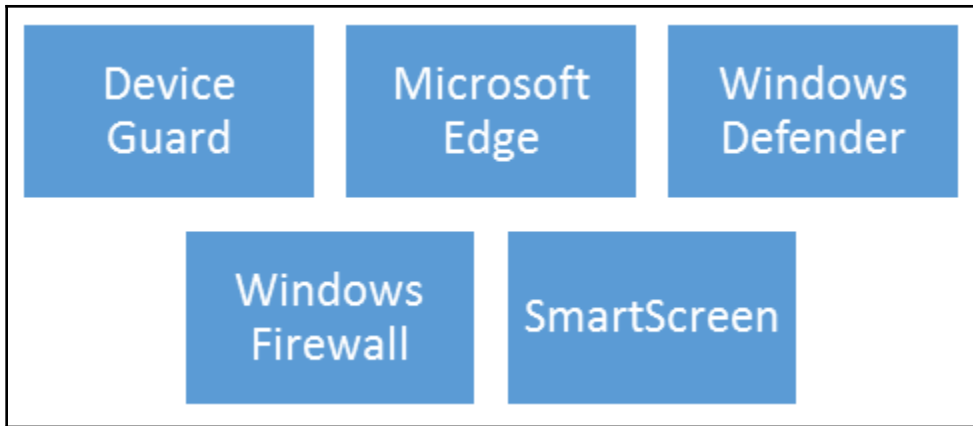 Device
Guard
Microsoft
Edge
Windows
Defender
Windows
Firewall
SmartScreen